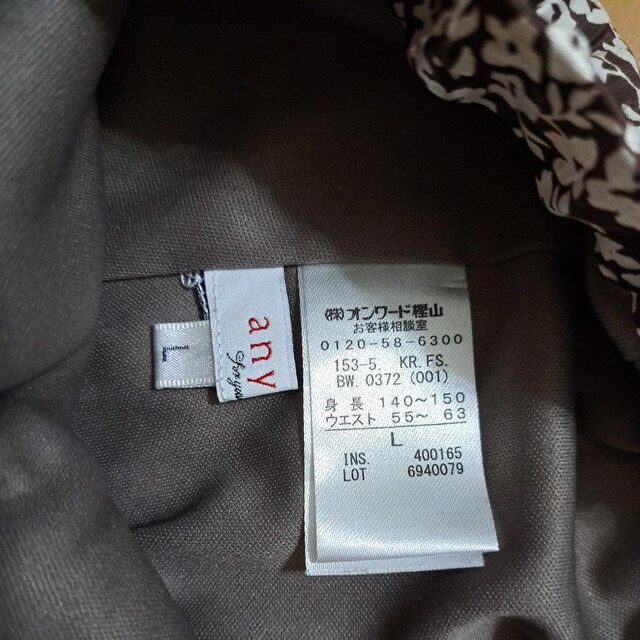 any
(株)オンワード樫山
お客様相談室
0120-58-6300
153-5. KR.FS.
BW. 0372 (001)
身長 140～150
ウエスト 55～ 63
L
INS. 400165
LOT 6940079